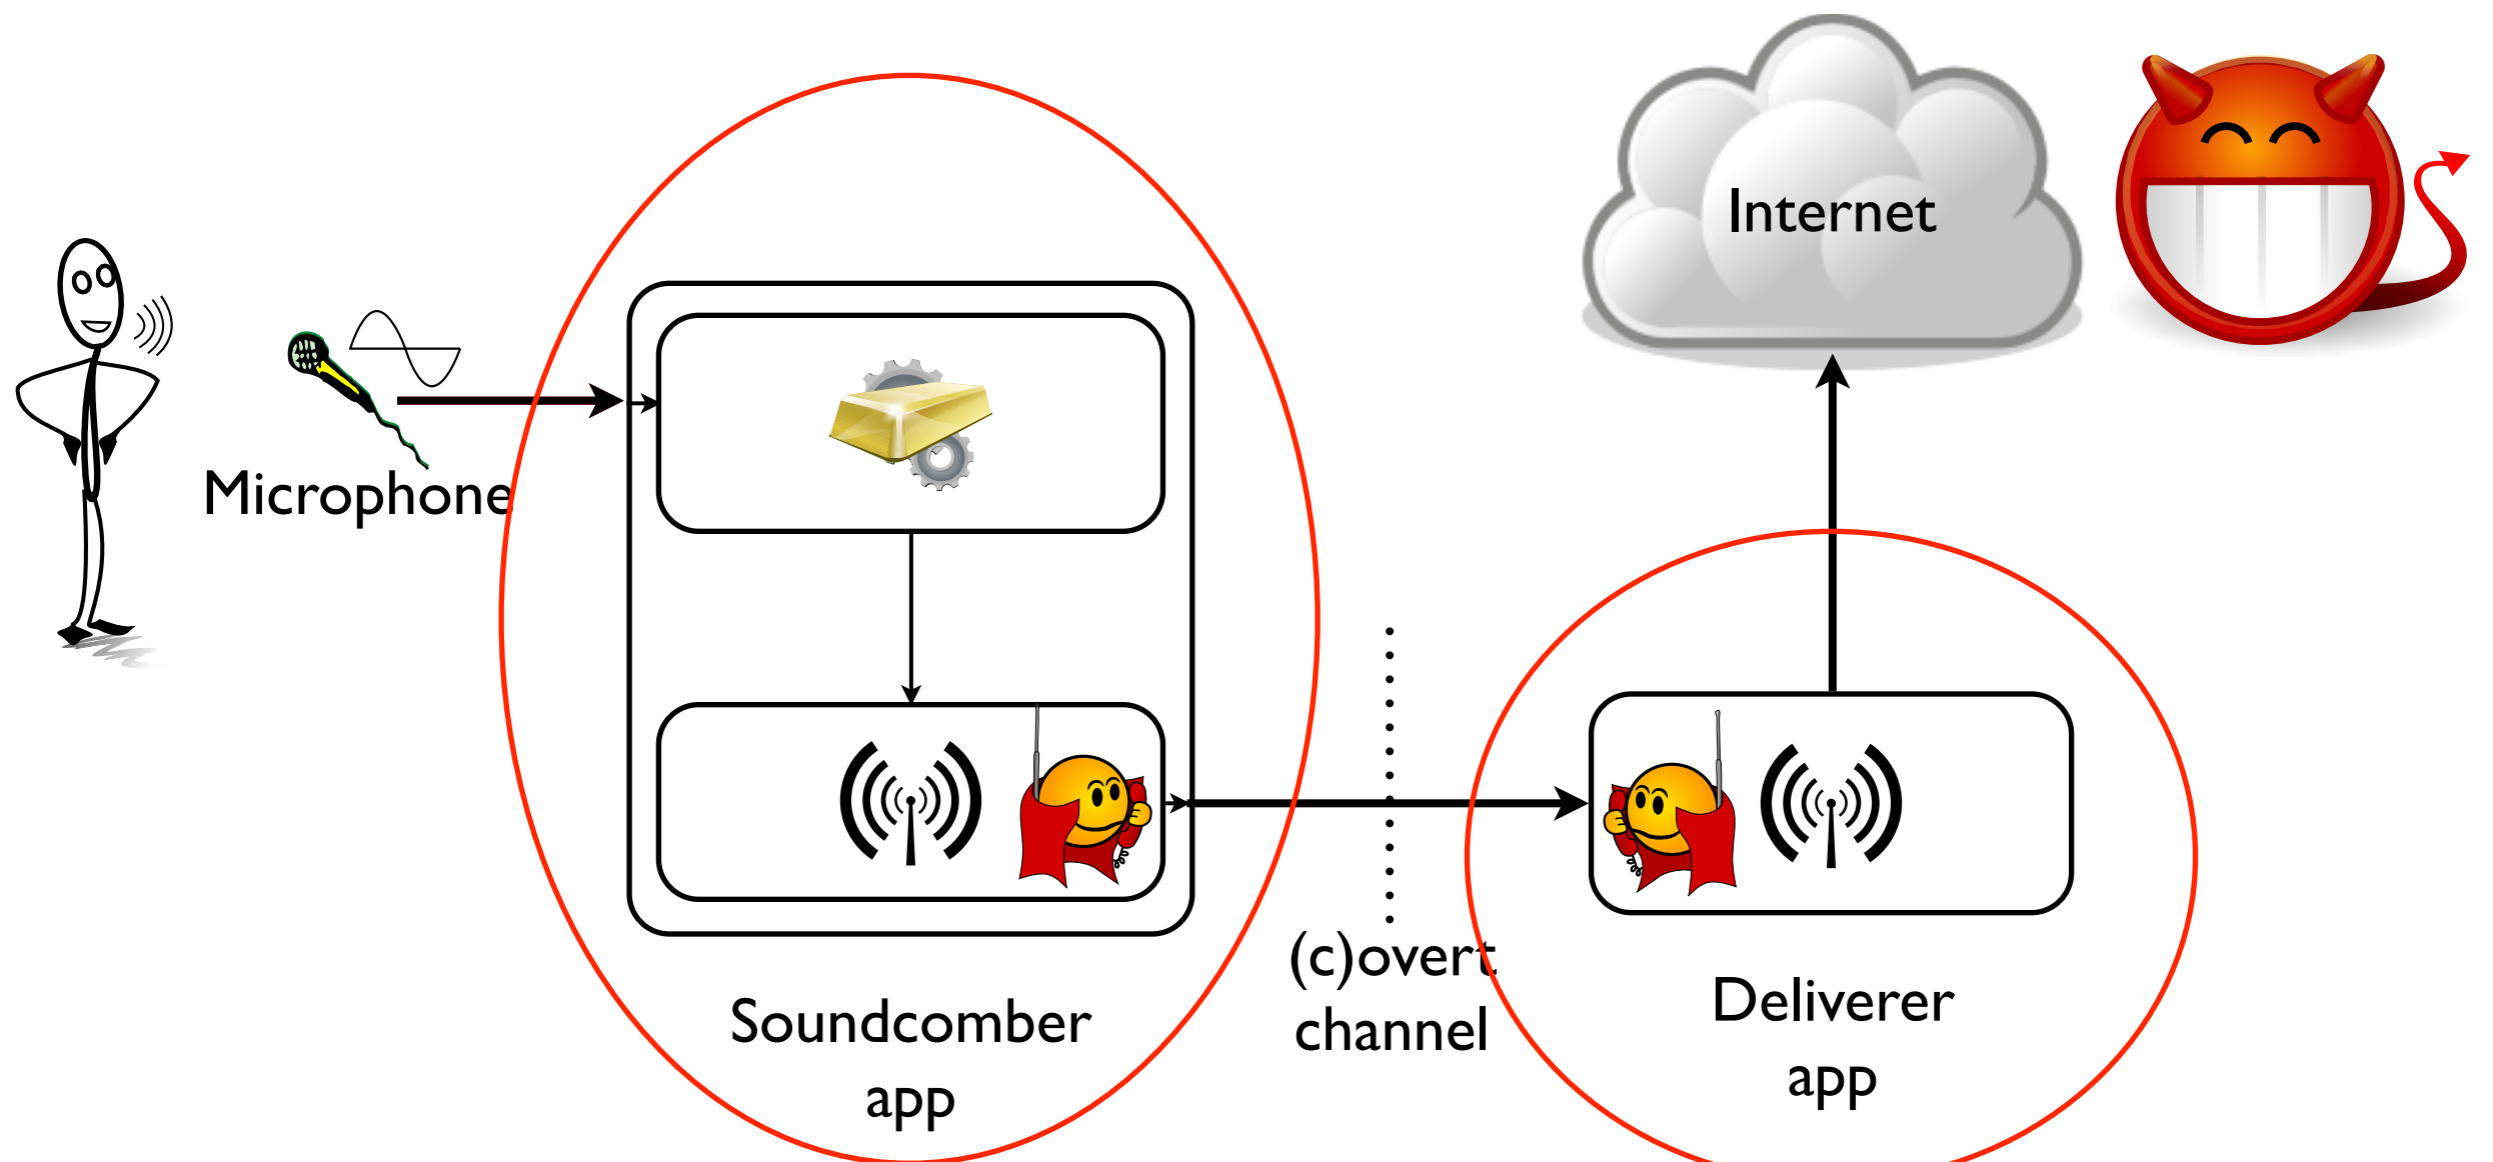 Internet
Microphone
(c)overt
channel
Soundcomber
app
Deliverer
app